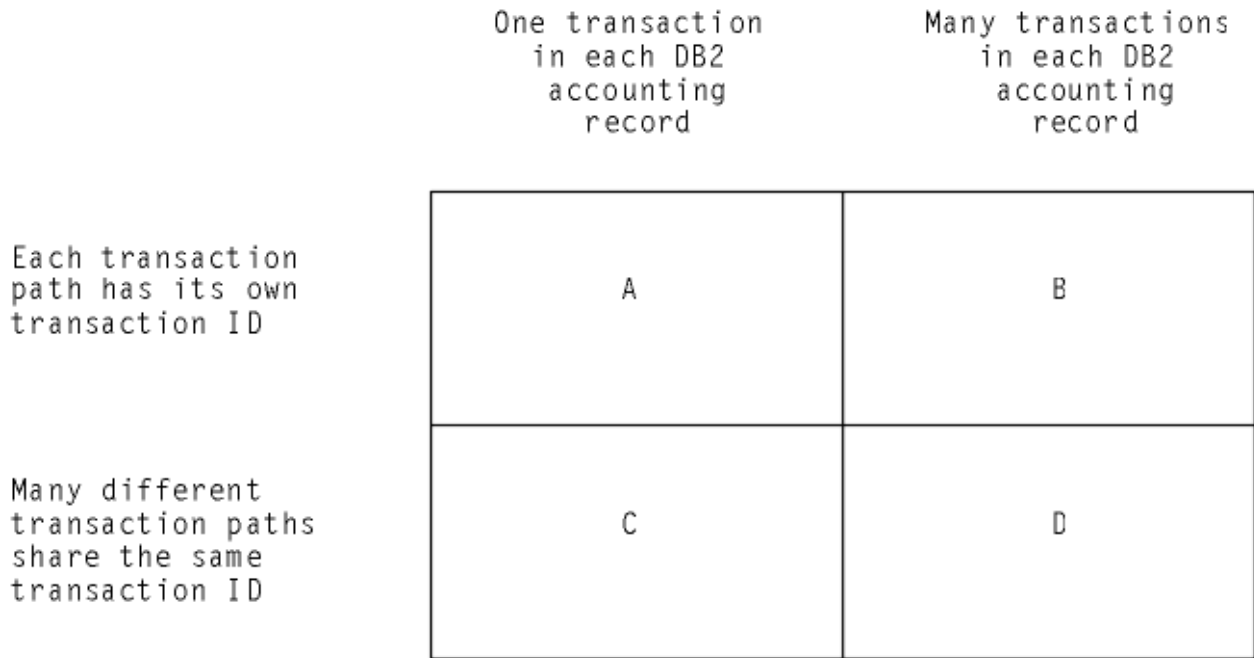 One transaction
in each DB2
accounting
record
Many transactions
in each DB2
accounting
record
Each transaction
path has its own
transaction ID
A
B
Many different
transaction paths
share the same
transaction ID
C
D